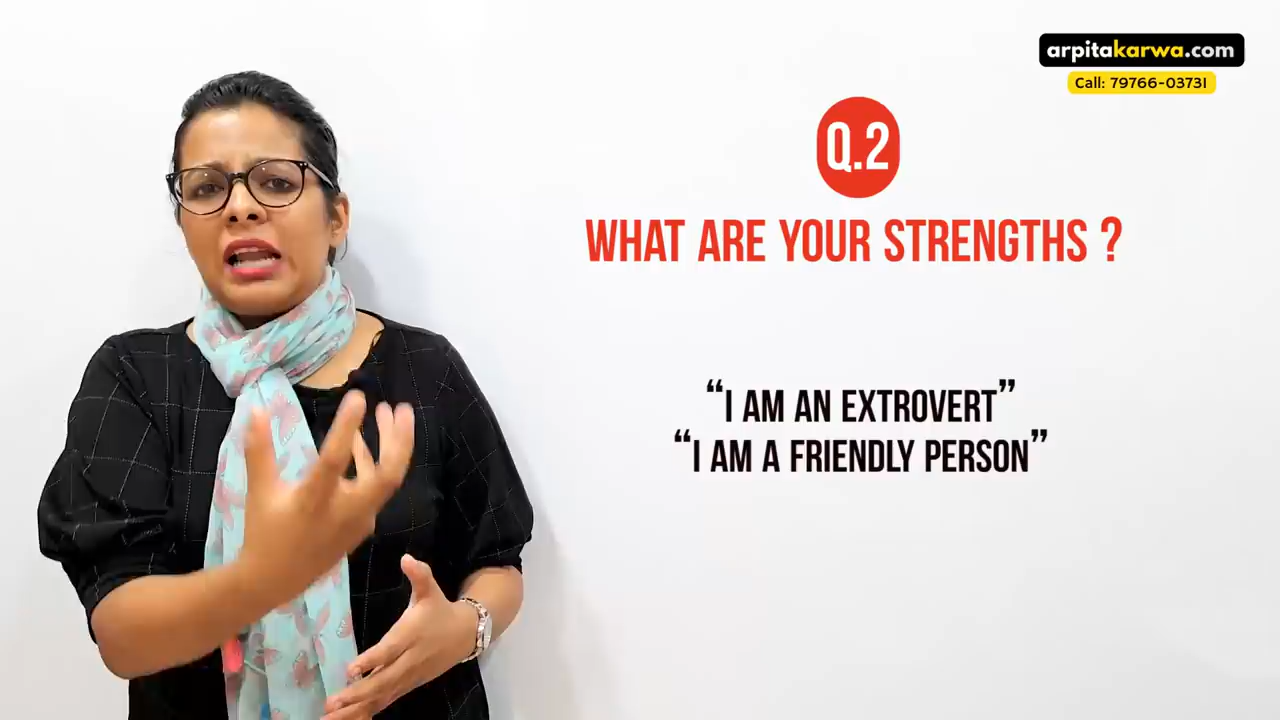 arpitakarwa.com
Call: 79766-03731
Q.2
WHAT ARE YOUR STRENGTHS ?
“I AM AN EXTROVERT”
“I AM A FRIENDLY PERSON”